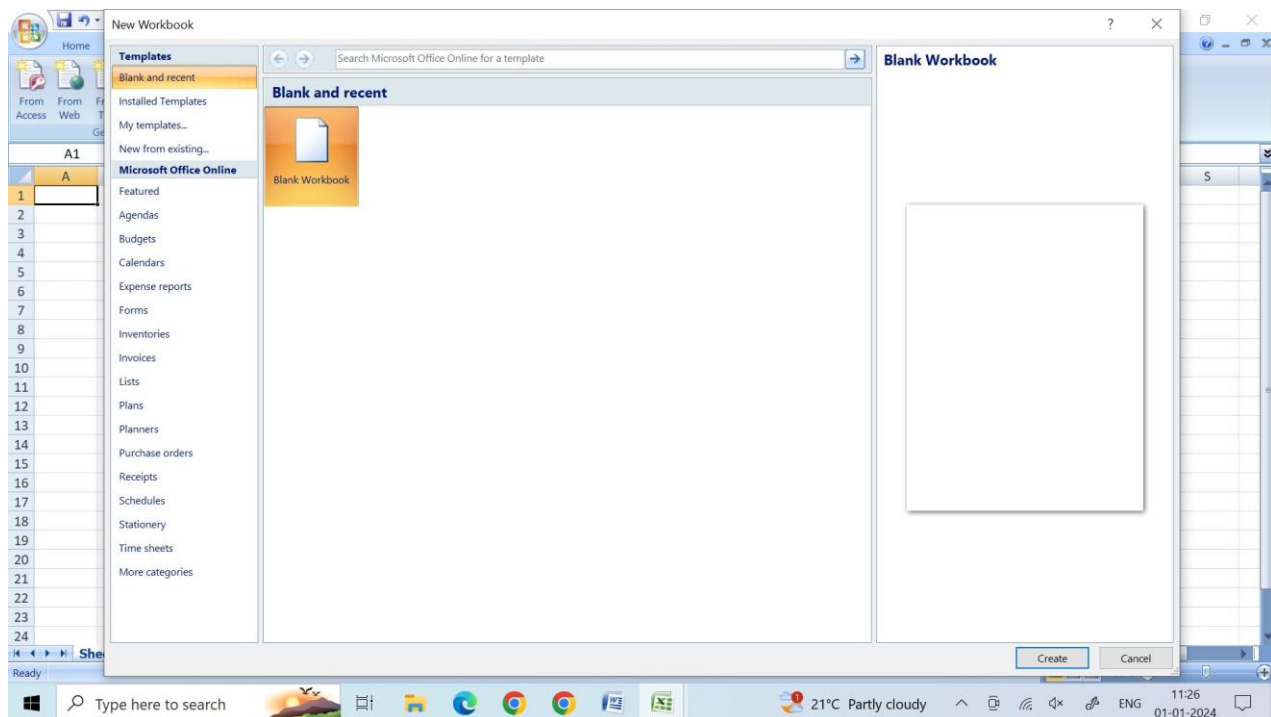 New Workbook
?
Home
Templates
Blank and recent
Installed Templates
My templates...
New from existing...
Microsoft Office Online
Featured
Agendas
Budgets
Calendars
Expense reports
Forms
Inventories
Invoices
Lists
Plans
Planners
Purchase orders
Receipts
Schedules
Stationery
Time sheets
More categories
Search Microsoft Office Online for a template
Blank and recent
Blank Workbook
Blank Workbook
Create
Cancel
From Access
From Web
A1
A
S
1
2
3
4
5
6
7
8
9
10
11
12
13
14
15
16
17
18
19
20
21
22
23
24
Ready
Type here to search
1
21°C Partly cloudy
ENG
11:26
01-01-2024